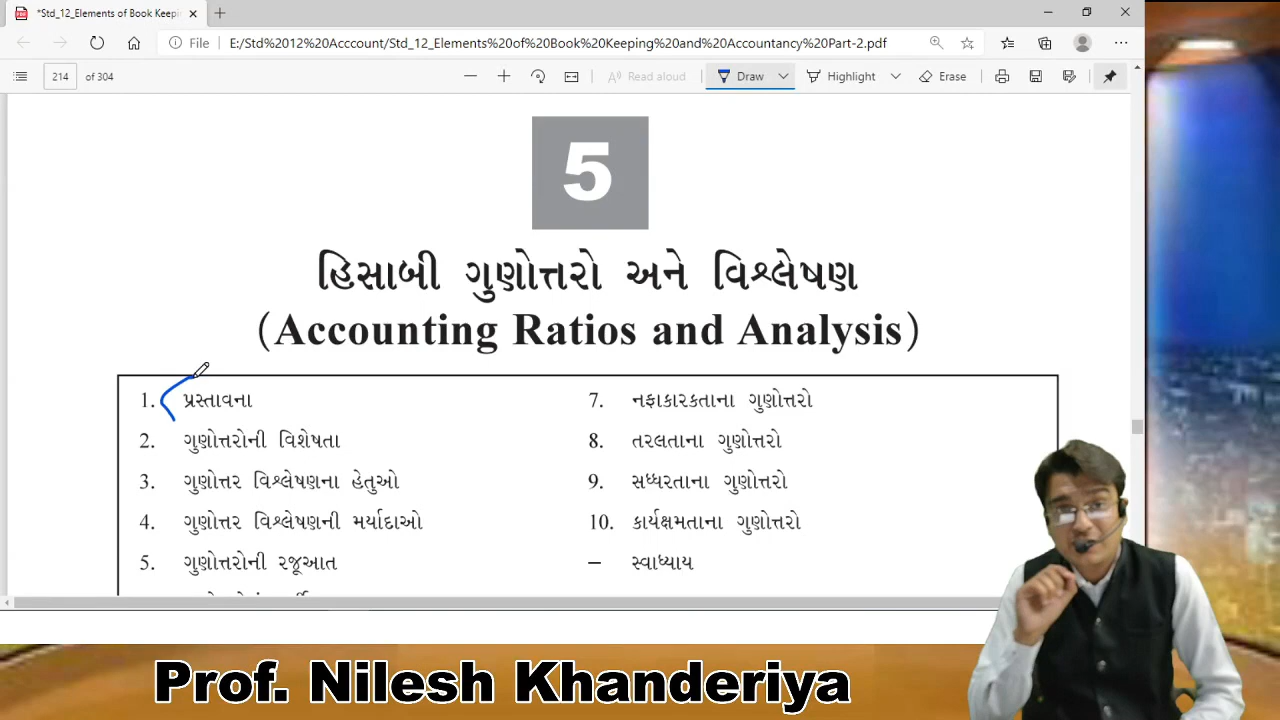 *Std_12_Elements of Book Keepi
File
E:/Std%2012%20Acccount/Std_12_Elements%20of%20Book%20Keeping%20and%20Accountancy%20Part-2.pdf
214 of 304
Read aloud
Draw
Highlight
Erase
5
હિસાબી ગુણોત્તરો અને વિશ્લેષણ
(Accounting Ratios and Analysis)
1. પ્રસ્તાવના
2. ગુણોત્તરોની વિશેષતા
3. ગુણોત્તર વિશ્લેષણના હેતુઓ
4. ગુણોત્તર વિશ્લેષણની મર્યાદાઓ
5. ગુણોત્તરોની રજૂઆત
7. નફાકારકતાના ગુણોત્તરો
8. તરલતાના ગુણોત્તરો
9. સધ્ધરતાના ગુણોત્તરો
10. કાર્યક્ષમતાના ગુણોત્તરો
– સ્વાધ્યાય
Prof. Nilesh Khanderiya